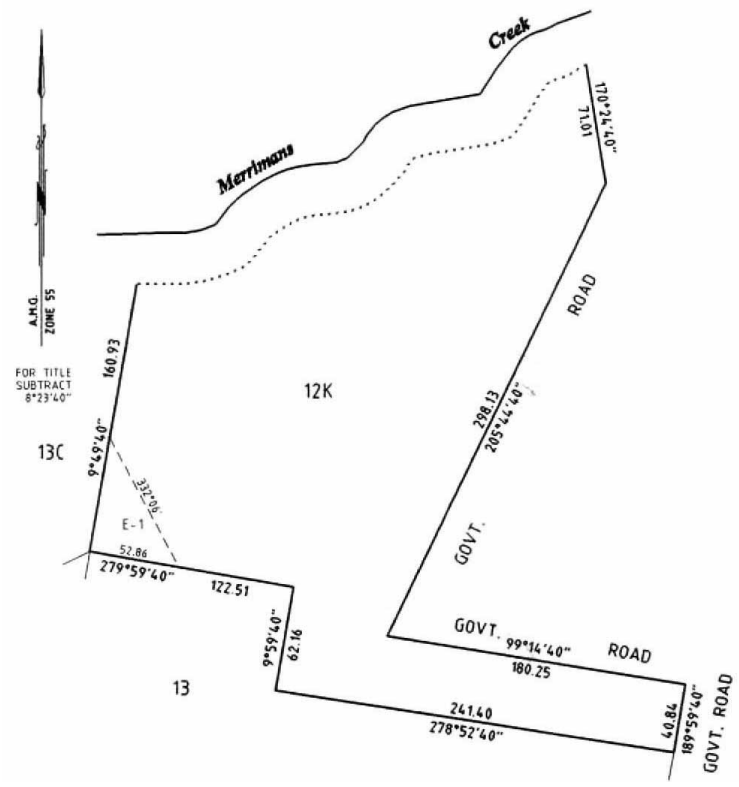 Creek
Merrimans
170°24'40"
71.01
A.M.G.
ZONE 55
FOR TITLE
SUBTRACT
8°23'40"
160.93
9°49'40"
13C
12K
ROAD
298.13
205°44'40"
GOVT.
332°06'
E-1
52.86
279°59'40"
122.51
9°59'40"
62.16
GOVT. ROAD
99°14'40"
180.25
13
241.40
278°52'40"
40.84
189°59'40"
GOVT. ROAD